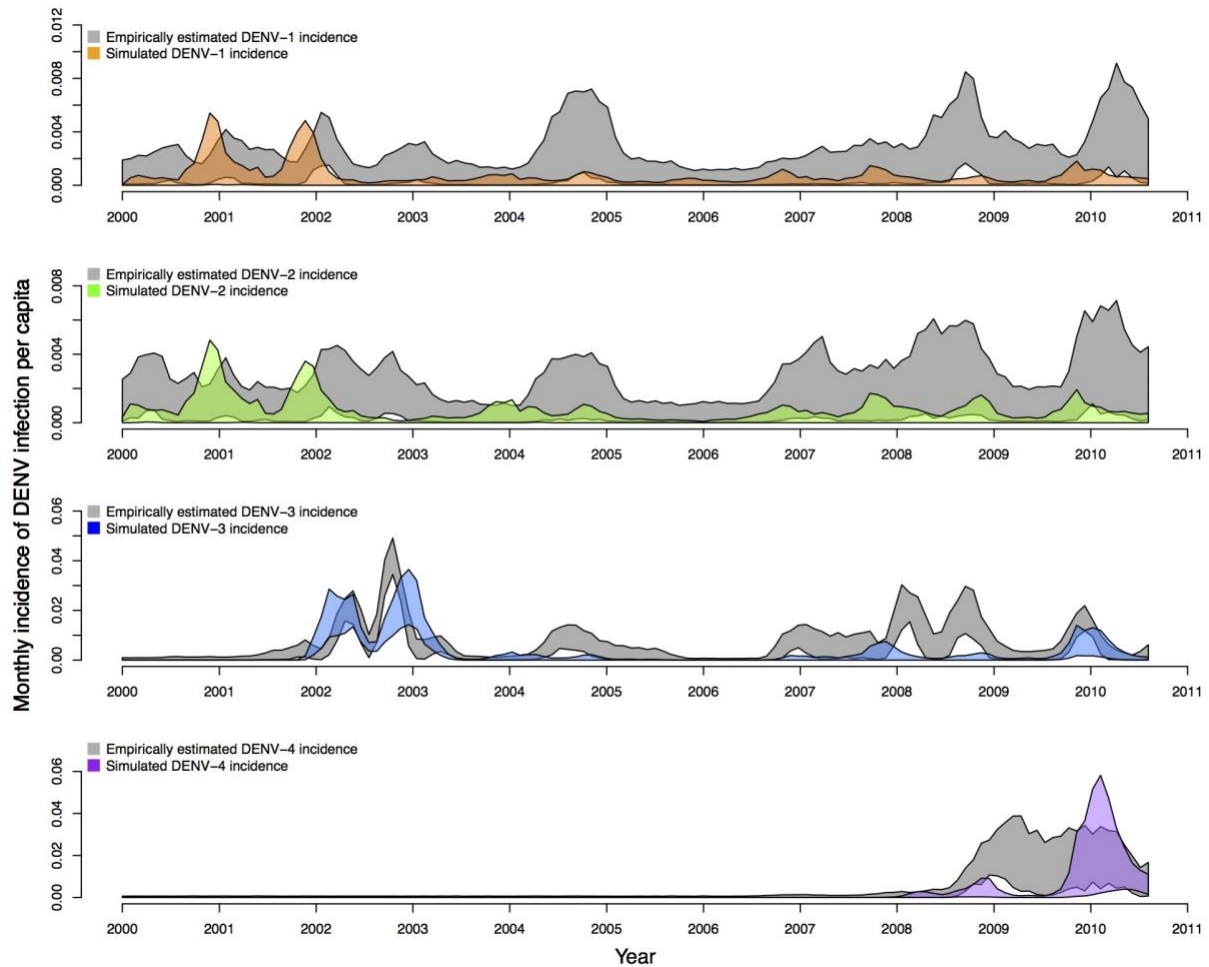 Monthly incidence of DENV infection per capita
0.012
0.008
0.004
0.000
Empirically estimated DENV−1 incidence
Simulated DENV−1 incidence
2000 2001 2002 2003 2004 2005 2006 2007 2008 2009 2010 2011
0.008
0.004
0.000
Empirically estimated DENV−2 incidence
Simulated DENV−2 incidence
2000 2001 2002 2003 2004 2005 2006 2007 2008 2009 2010 2011
0.06
0.04
0.02
0.00
Empirically estimated DENV−3 incidence
Simulated DENV−3 incidence
2000 2001 2002 2003 2004 2005 2006 2007 2008 2009 2010 2011
0.06
0.04
0.02
0.00
Empirically estimated DENV−4 incidence
Simulated DENV−4 incidence
2000 2001 2002 2003 2004 2005 2006 2007 2008 2009 2010 2011
Year